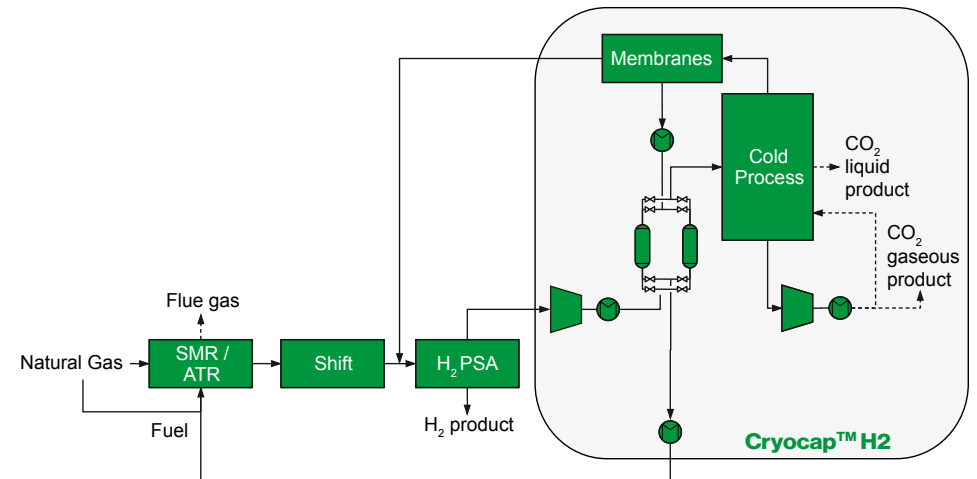 Membranes
Cold
Process
CO₂
liquid
product
CO₂
gaseous
product
Flue gas
Natural Gas
SMR /
ATR
Shift
H₂ PSA
Fuel
H₂ product
Cryocap™ H2